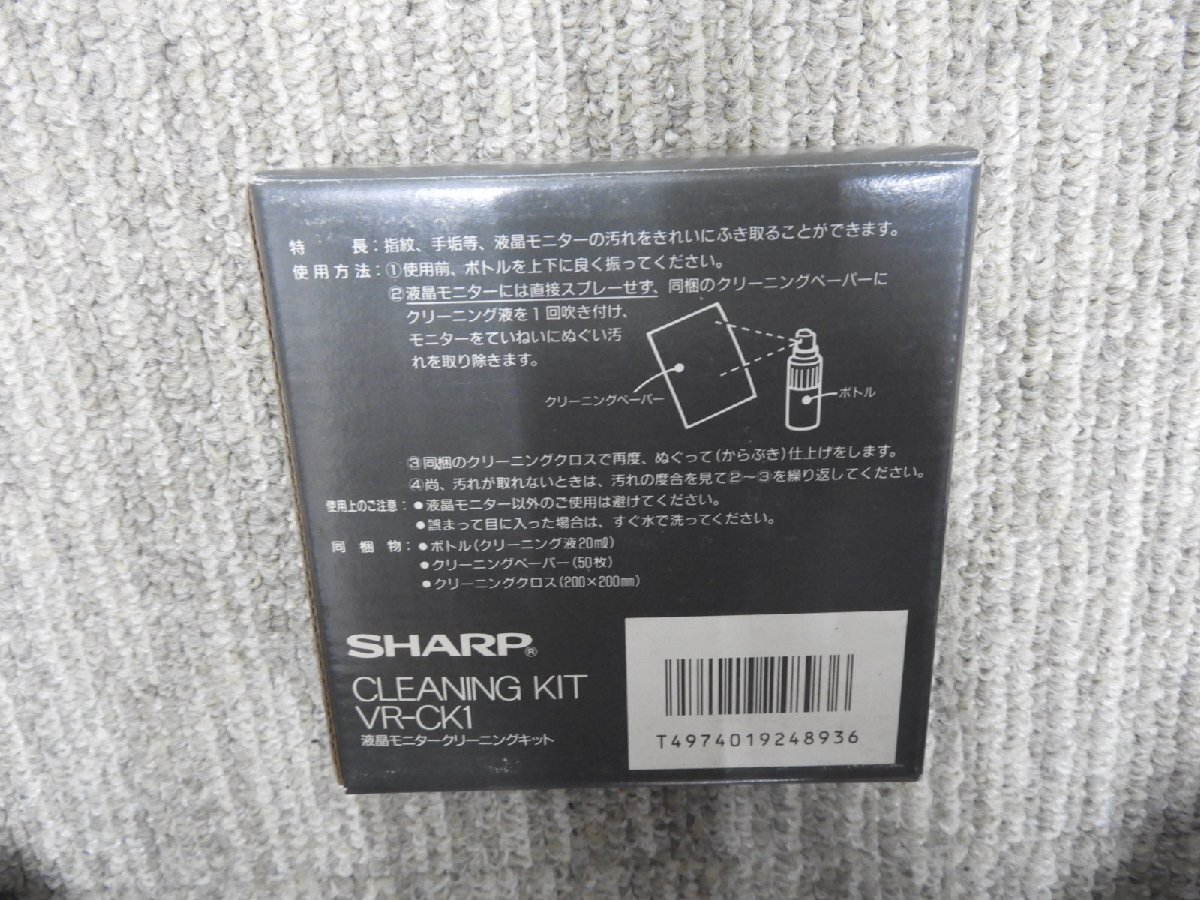 特　長：指紋、手垢等、液晶モニターの汚れをきれいにふき取ることができます。
使用方法：①使用前、ボトルを上下に良く振ってください。
②液晶モニターには直接スプレーせず、同梱のクリーニングペーパーに
クリーニング液を1回吹き付け、
モニターをていねいにぬぐい汚
れを取り除きます。
クリーニングペーパー
ボトル
③同梱のクリーニングクロスで再度、ぬぐって(からぶき)仕上げをします。
④尚、汚れが取れないときは、汚れの度合を見て2〜3を繰り返してください。
使用上のご注意：●液晶モニター以外のご使用は避けてください。
●誤まって目に入った場合は、すぐ水で洗ってください。
同梱物：●ボトル(クリーニング液20mℓ)
●クリーニングペーパー(50枚)
●クリーニングクロス(200×200mm)
SHARP®
CLEANING KIT
VR-CK1
液晶モニタークリーニングキット
T4974019248936